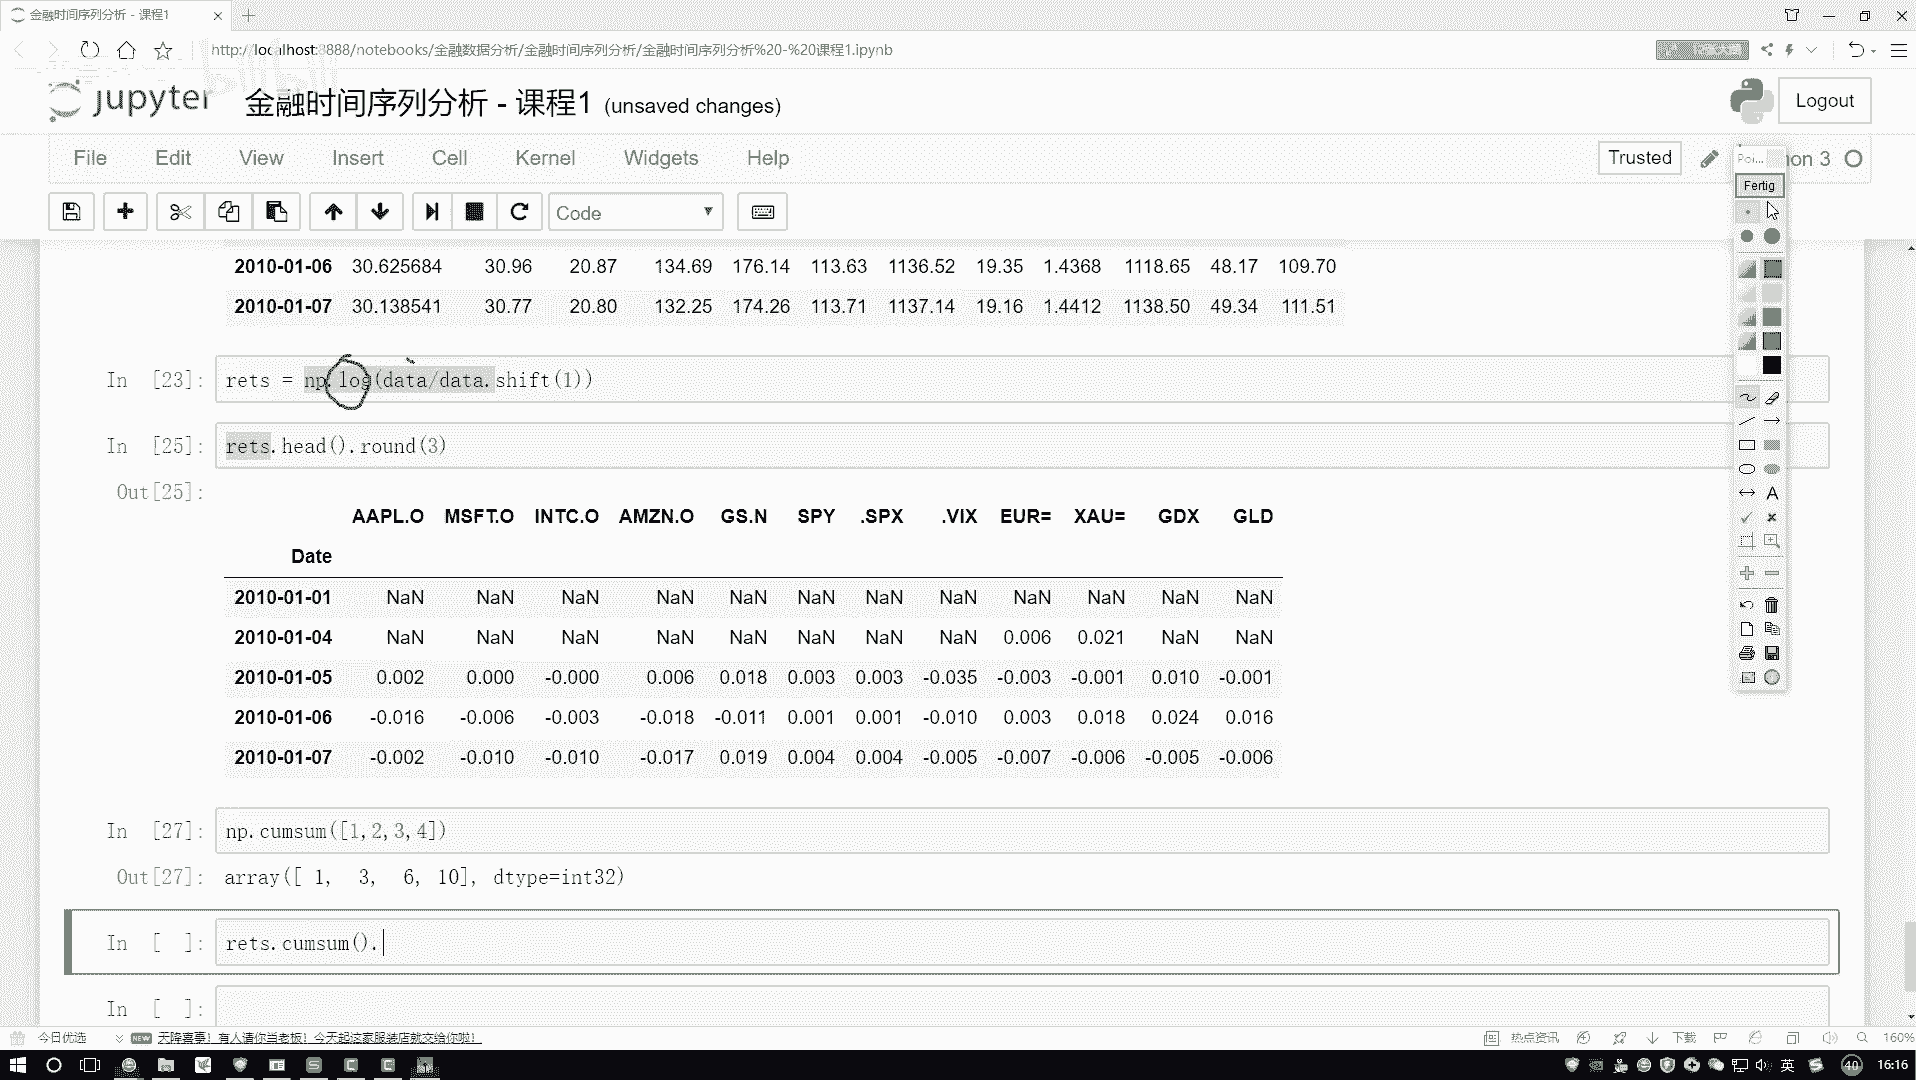 金融时间序列分析 - 课程1
http://localhost:8888/notebooks/金融数据分析/金融时间序列分析/金融时间序列分析%20-%20课程1.ipynb
bilibili
jupyter 金融时间序列分析 - 课程1 (unsaved changes)
Logout
File Edit View Insert Cell Kernel Widgets Help
Trusted
Poi... hon 3
Fertig
Code
2010-01-06 30.625684 30.96 20.87 134.69 176.14 113.63 1136.52 19.35 1.4368 1118.65 48.17 109.70
2010-01-07 30.138541 30.77 20.80 132.25 174.26 113.71 1137.14 19.16 1.4412 1138.50 49.34 111.51
In [23]: rets = np.log(data/data.shift(1))
In [25]: rets.head().round(3)
Out[25]:
AAPL.O MSFT.O INTC.O AMZN.O GS.N SPY .SPX .VIX EUR= XAU= GDX GLD
Date
2010-01-01 NaN NaN NaN NaN NaN NaN NaN NaN NaN NaN NaN NaN
2010-01-04 NaN NaN NaN NaN NaN NaN NaN NaN 0.006 0.021 NaN NaN
2010-01-05 0.002 0.000 -0.000 0.006 0.018 0.003 0.003 -0.035 -0.003 -0.001 0.010 -0.001
2010-01-06 -0.016 -0.006 -0.003 -0.018 -0.011 0.001 0.001 -0.010 0.003 0.018 0.024 0.016
2010-01-07 -0.002 -0.010 -0.010 -0.017 0.019 0.004 0.004 -0.005 -0.007 -0.006 -0.005 -0.006
In [27]: np.cumsum([1,2,3,4])
Out[27]: array([ 1, 3, 6, 10], dtype=int32)
In [ ]: rets.cumsum().
In [ ]:
今日优选 NEW 天降喜事！有人请你当老板！今天起这家服装店就交给你啦！ 热点资讯 下载 160%
英 40 16:16